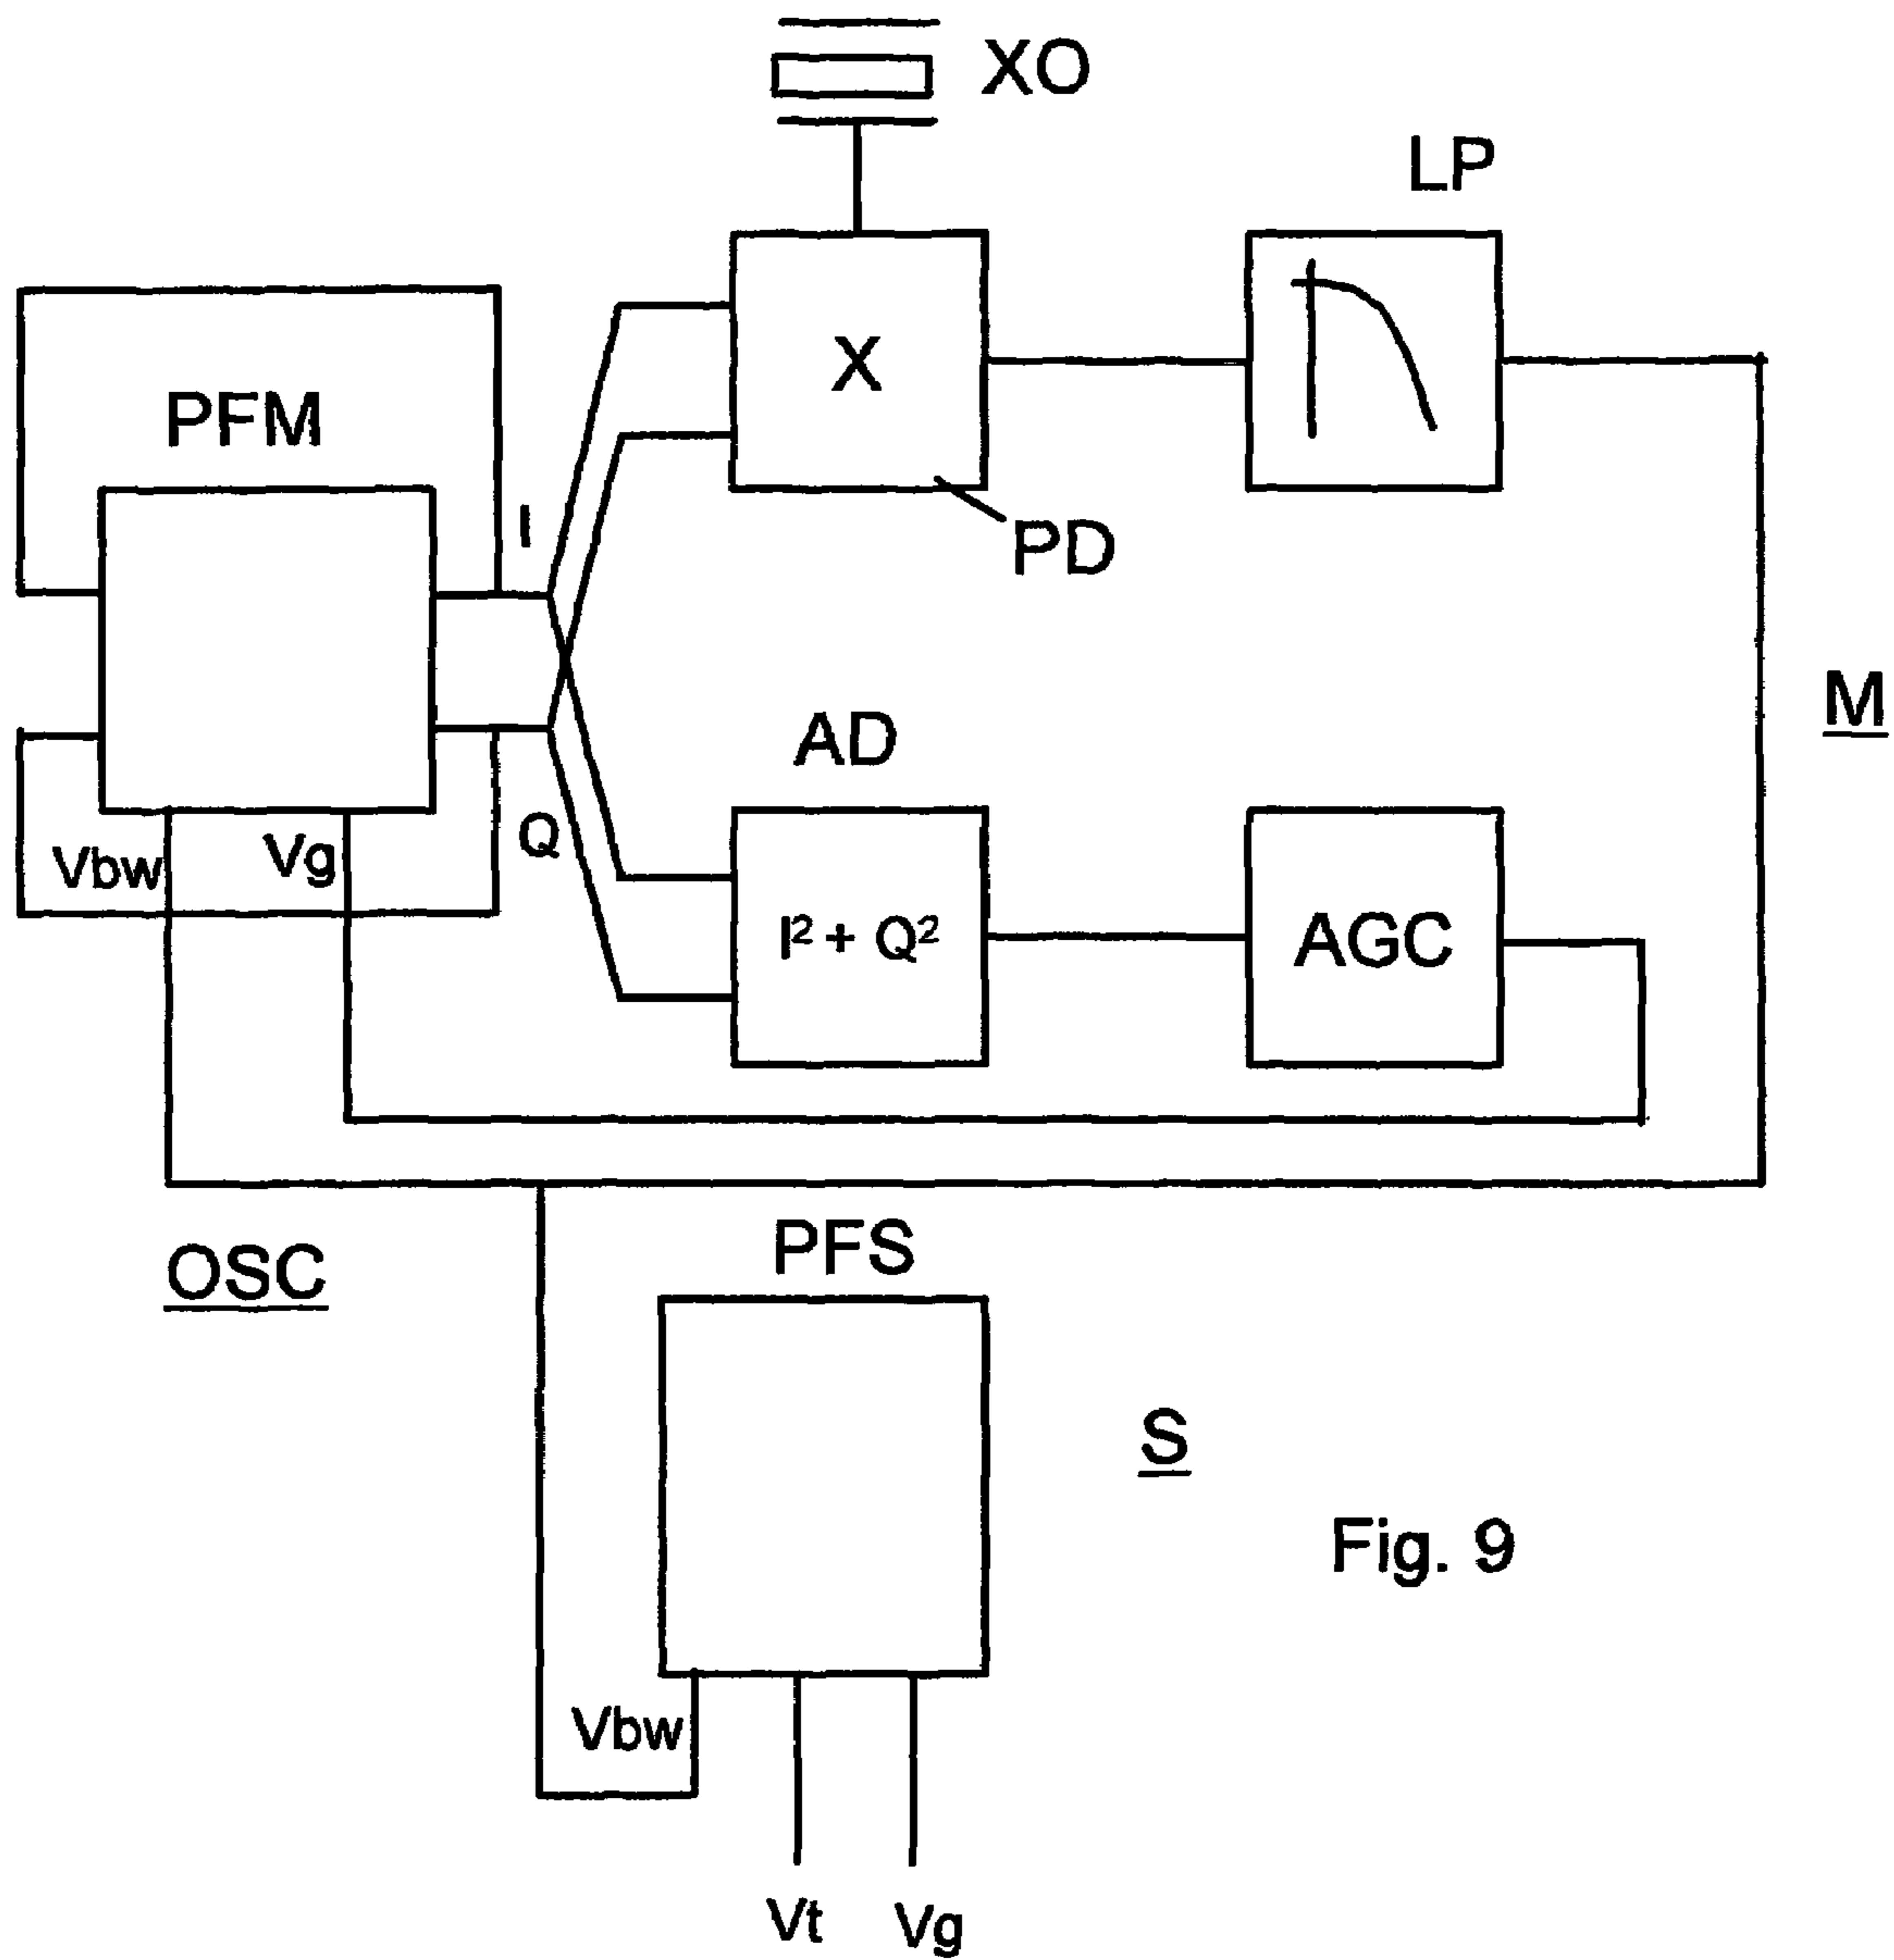 XO
LP
X
PFM
I
PD
M
AD
Q
Vbw
Vg
I² + Q²
AGC
OSC
PFS
S
Fig. 9
Vbw
Vt
Vg